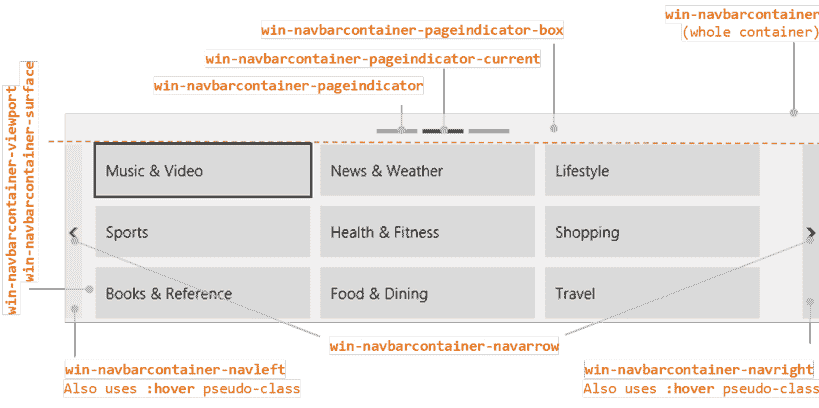 win-navbarcontainer
(whole container)
win-navbarcontainer-pageindicator-box
win-navbarcontainer-pageindicator-current
win-navbarcontainer-pageindicator
win-navbarcontainer-viewport
win-navbarcontainer-surface
Music & Video
News & Weather
Lifestyle
Sports
Health & Fitness
Shopping
Books & Reference
Food & Dining
Travel
win-navbarcontainer-navarrow
win-navbarcontainer-navleft
Also uses :hover pseudo-class
win-navbarcontainer-navright
Also uses :hover pseudo-class